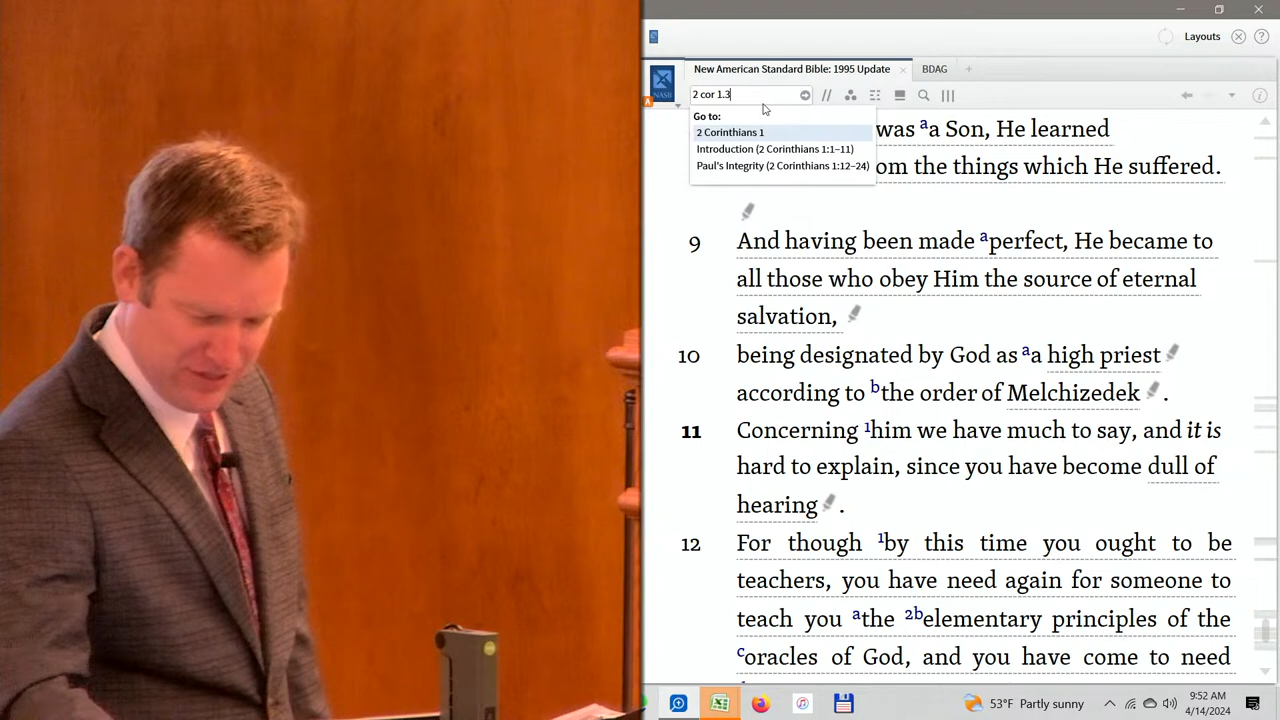 Layouts
New American Standard Bible: 1995 Update
BDAG
NASB
2 cor 1.3
Go to:
2 Corinthians 1
Introduction (2 Corinthians 1:1–11)
Paul's Integrity (2 Corinthians 1:12–24)
was a a Son, He learned
om the things which He suffered.
9 And having been made a perfect, He became to
all those who obey Him the source of eternal
salvation,
10 being designated by God as a a high priest
according to b the order of Melchizedek .
11 Concerning 1 him we have much to say, and it is
hard to explain, since you have become dull of
hearing .
12 For though 1 by this time you ought to be
teachers, you have need again for someone to
teach you a the 2b elementary principles of the
c oracles of God, and you have come to need
53°F Partly sunny
9:52 AM
4/14/2024